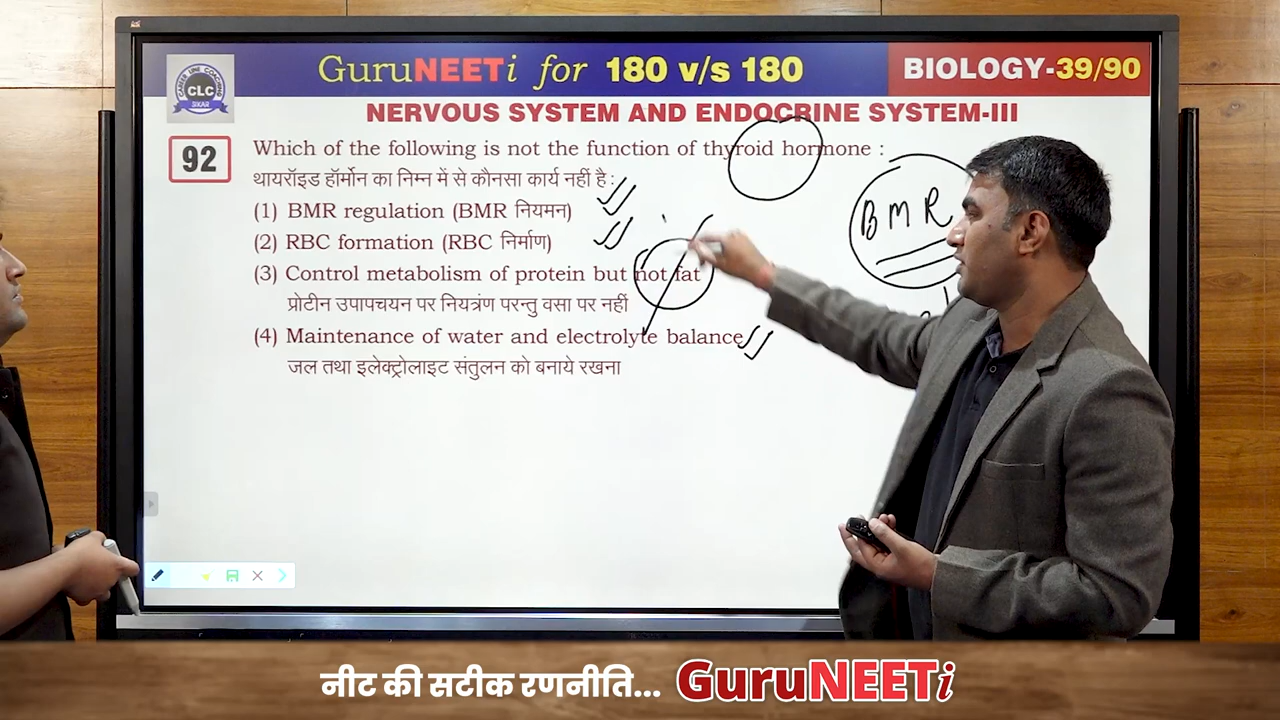 GuruNEETi for 180 v/s 180
BIOLOGY-39/90
CLC
SIKAR
NERVOUS SYSTEM AND ENDOCRINE SYSTEM-III
92
Which of the following is not the function of thyroid hormone :
थायरॉइड हॉर्मोन का निम्न में से कौनसा कार्य नहीं है :
(1) BMR regulation (BMR नियमन)
BMR
(2) RBC formation (RBC निर्माण)
(3) Control metabolism of protein but not fat
प्रोटीन उपापचयन पर नियत्रंण परन्तु वसा पर नहीं
(4) Maintenance of water and electrolyte balance
जल तथा इलेक्ट्रोलाइट संतुलन को बनाये रखना
नीट की सटीक रणनीति... GuruNEETi